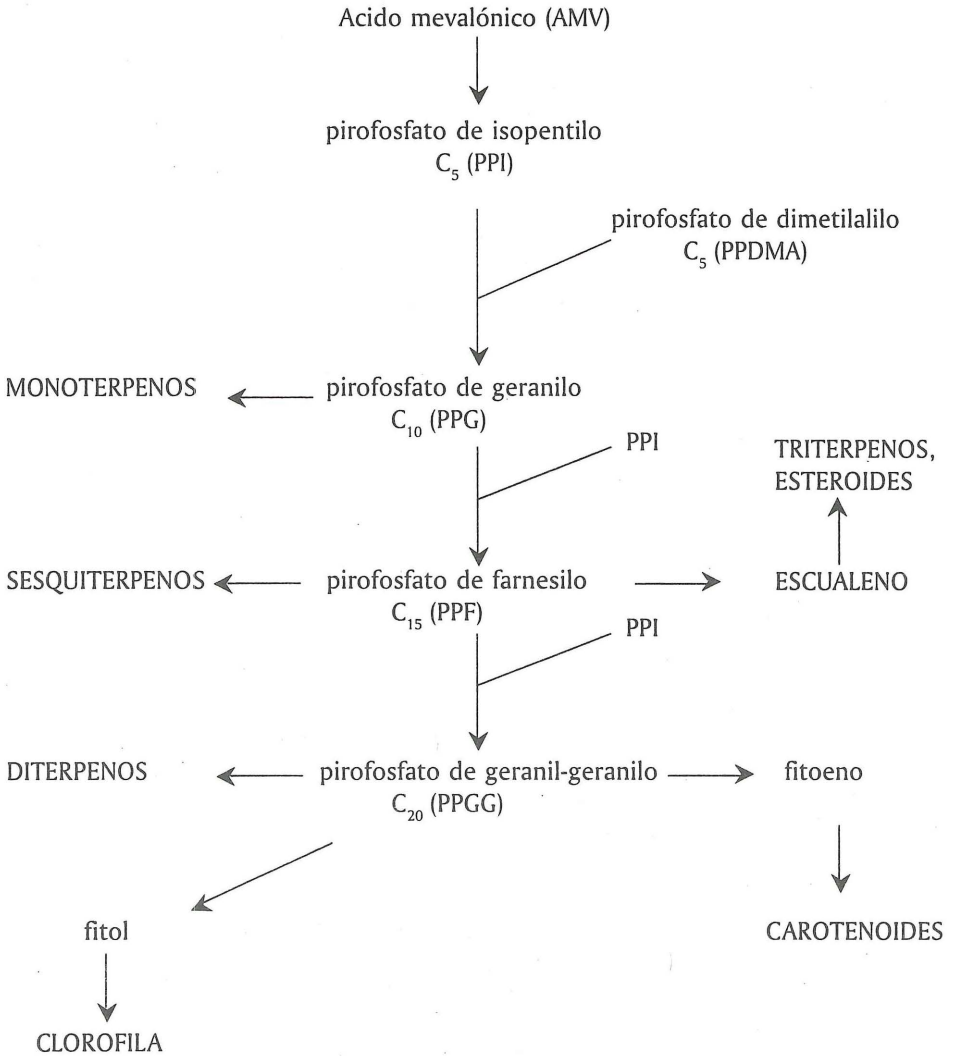 Acido mevalónico (AMV)
pirofosfato de isopentilo
C₅ (PPI)
pirofosfato de dimetilalilo
C₅ (PPDMA)
MONOTERPENOS
pirofosfato de geranilo
C₁₀ (PPG)
PPI
TRITERPENOS,
ESTEROIDES
SESQUITERPENOS
pirofosfato de farnesilo
C₁₅ (PPF)
ESCUALENO
PPI
DITERPENOS
pirofosfato de geranil-geranilo
C₂₀ (PPGG)
fitoeno
fitol
CAROTENOIDES
CLOROFILA